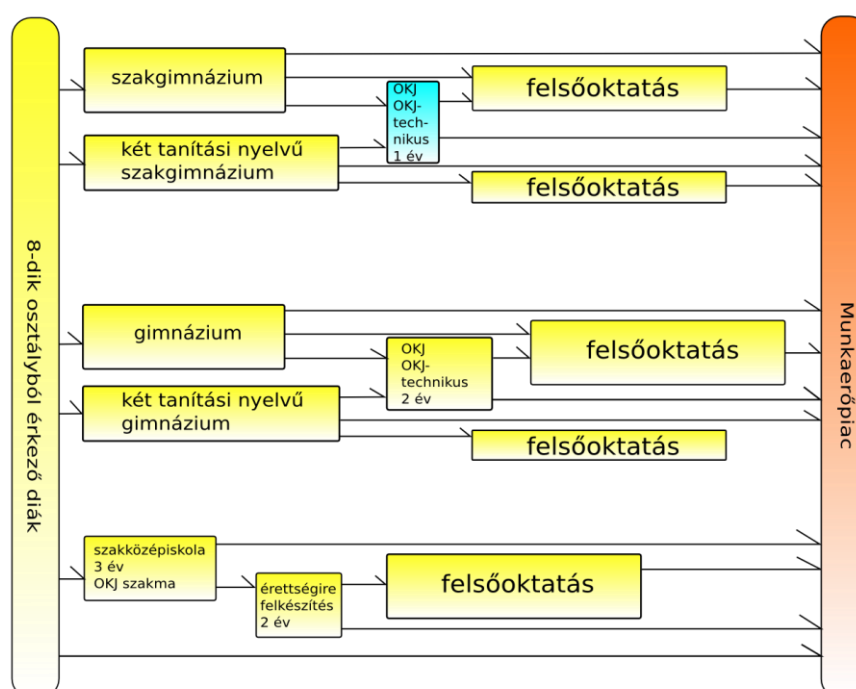 8-dik osztályból érkező diák
szakgimnázium
OKJ
OKJ-
tech-
nikus
1 év
felsőoktatás
két tanítási nyelvű
szakgimnázium
felsőoktatás
gimnázium
OKJ
OKJ-
technikus
2 év
felsőoktatás
két tanítási nyelvű
gimnázium
felsőoktatás
szakközépiskola
3 év
OKJ szakma
érettségire
felkészítés
2 év
felsőoktatás
Munkaerőpiac